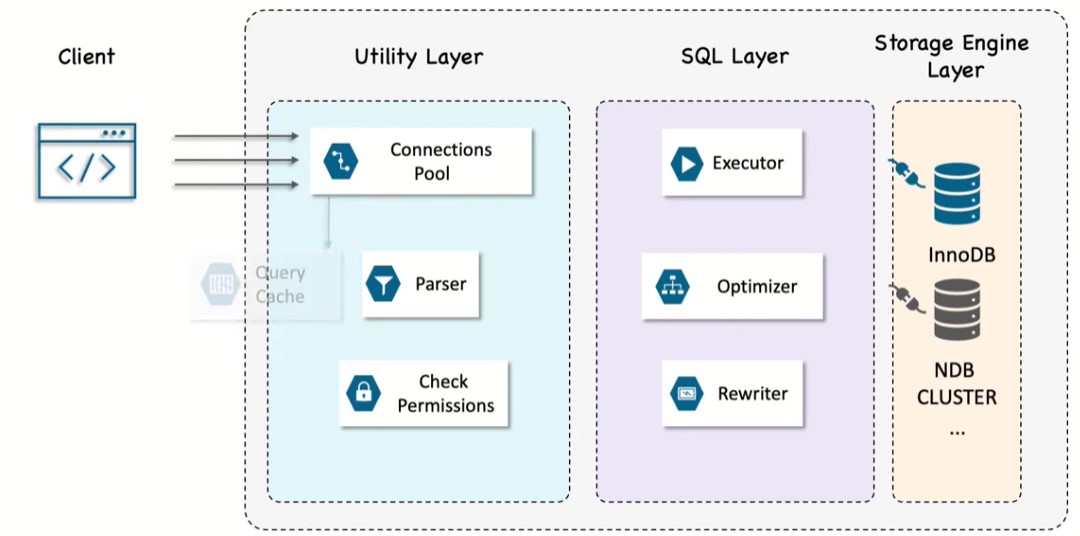 Client
Utility Layer
SQL Layer
Storage Engine
Layer
</>
Connections
Pool
Query
Cache
Parser
Check
Permissions
Executor
Optimizer
Rewriter
InnoDB
NDB
CLUSTER
...